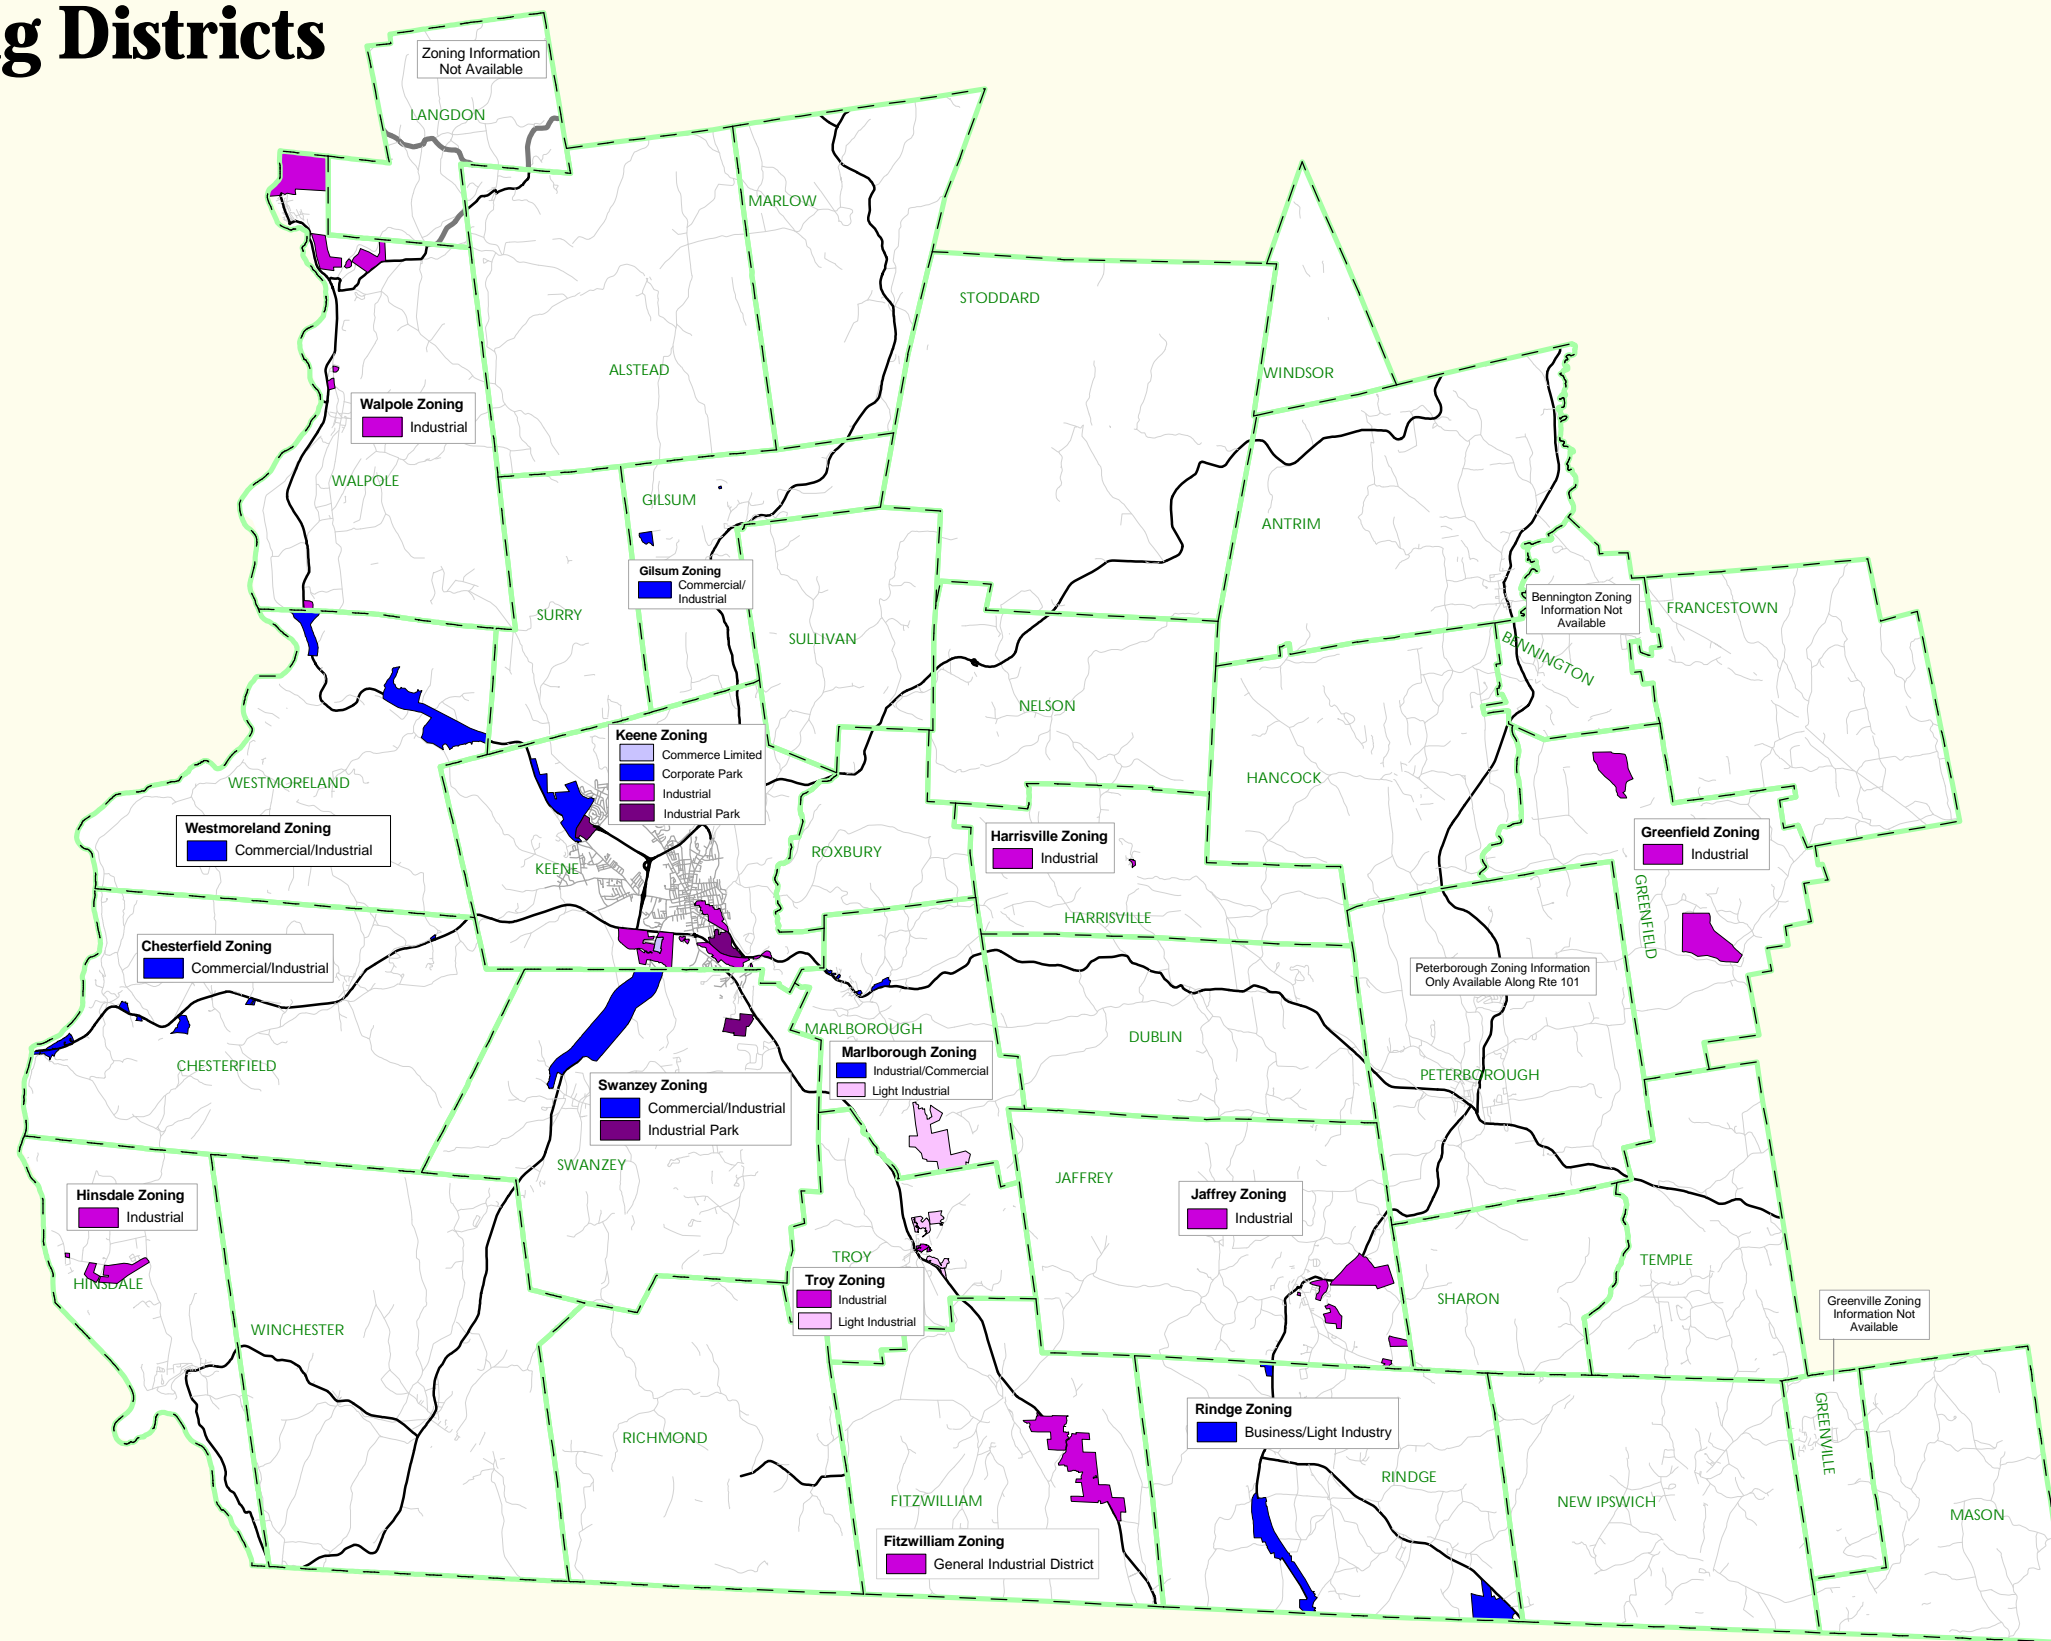 g Districts
Zoning Information
Not Available
LANGDON
MARLOW
STODDARD
ALSTEAD
WINDSOR
Walpole Zoning
Industrial
WALPOLE
GILSUM
ANTRIM
Gilsum Zoning
Commercial/
Industrial
Bennington Zoning
Information Not
Available
FRANCESTOWN
SURRY
SULLIVAN
BENNINGTON
NELSON
Keene Zoning
Commerce Limited
Corporate Park
Industrial
Industrial Park
WESTMORELAND
HANCOCK
Westmoreland Zoning
Commercial/Industrial
Harrisville Zoning
Industrial
Greenfield Zoning
Industrial
ROXBURY
KEENE
GREENFIELD
HARRISVILLE
Chesterfield Zoning
Commercial/Industrial
Peterborough Zoning Information
Only Available Along Rte 101
MARLBOROUGH
DUBLIN
CHESTERFIELD
Marlborough Zoning
Industrial/Commercial
Light Industrial
PETERBOROUGH
Swanzey Zoning
Commercial/Industrial
Industrial Park
SWANZEY
JAFFREY
Hinsdale Zoning
Industrial
Jaffrey Zoning
Industrial
TROY
TEMPLE
HINSDALE
Troy Zoning
Industrial
Light Industrial
SHARON
Greenville Zoning
Information Not
Available
WINCHESTER
Rindge Zoning
Business/Light Industry
GREENVILLE
RICHMOND
RINDGE
FITZWILLIAM
NEW IPSWICH
MASON
Fitzwilliam Zoning
General Industrial District